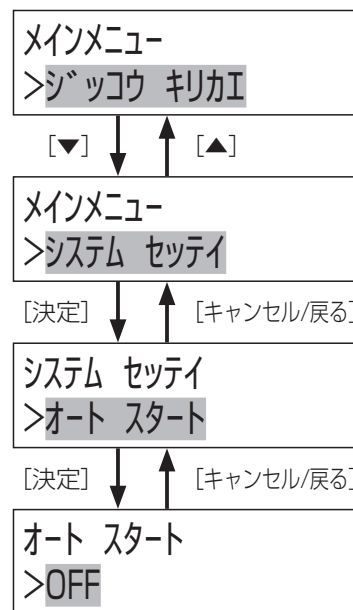 メインメニュー
>ジッコウ キリカエ
[▼] [▲]
メインメニュー
>システム セッテイ
[決定] [キャンセル/戻る]
システム セッテイ
>オート スタート
[決定] [キャンセル/戻る]
オート スタート
>OFF